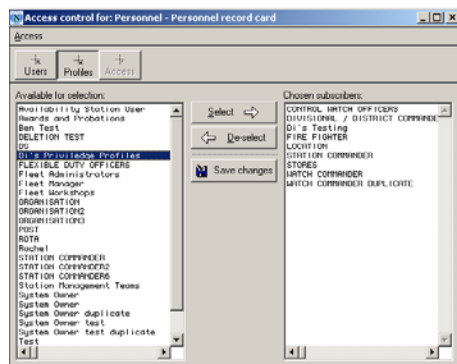 Access control for: Personnel - Personnel record card
Access
Users
Profiles
Access
Available for selection:
Availability Station User
Awards and Probations
Ben Test
DELETION TEST
DS
Di's Priviledge Profiles
FLEXIBLE DUTY OFFICERS
Fleet Administrators
Fleet Manager
Fleet Workshops
ORGANISATION
ORGANISATION2
ORGANISATION3
POST
ROTA
Rachel
STATION COMMANDER
STATION COMMANDER2
STATION COMMANDER6
Station Management Teams
System Owner
System Owner
System Owner duplicate
System Owner test
System Owner test duplicate
Test
Select
De-select
Save changes
Chosen subscribers:
CONTROL WATCH OFFICERS
DIVISIONAL / DISTRICT COMMANDE
Di's Testing
FIRE FIGHTER
LOCATION
STATION COMMANDER
STORES
WATCH COMMANDER
WATCH COMMANDER DUPLICATE